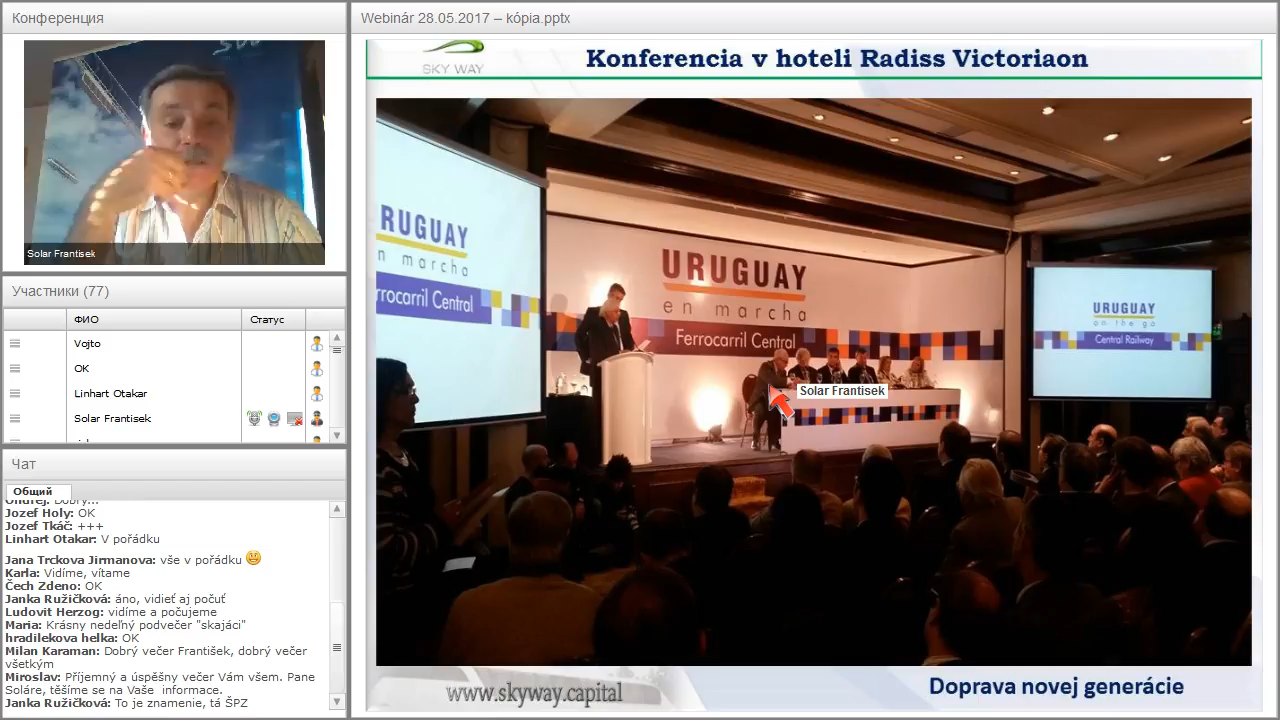 Конференция
Solar Frantisek
Участники (77)
ФИО
Статус
Vojto
OK
Linhart Otakar
Solar Frantisek
Чат
Общий
Ondrej: Dobrý...
Jozef Holy: OK
Jozef Tkáč: +++
Linhart Otakar: V pořádku
Jana Trckova Jirmanova: vše v pořádku
Karla: Vidíme, vítame
Čech Zdeno: OK
Janka Ružičková: áno, vidieť aj počuť
Ludovit Herzog: vidíme a počujeme
Maria: Krásny nedeľný podvečer "skajáci"
hradilekova helka: OK
Milan Karaman: Dobrý večer František, dobrý večer
všetkým
Miroslav: Příjemný a úspěšny večer Vám všem. Pane
Soláre, těšíme se na Vaše informace.
Janka Ružičková: To je znamenie, tá ŠPZ
Webinár 28.05.2017 – kópia.pptx
SKY WAY
Konferencia v hoteli Radiss Victoriaon
RUGUAY
n marcha
rrocarril Central
URUGUAY
en marcha
Ferrocarril Central
Solar Frantisek
URUGUAY
on the go
Central Railway
www.skyway.capital
Doprava novej generácie